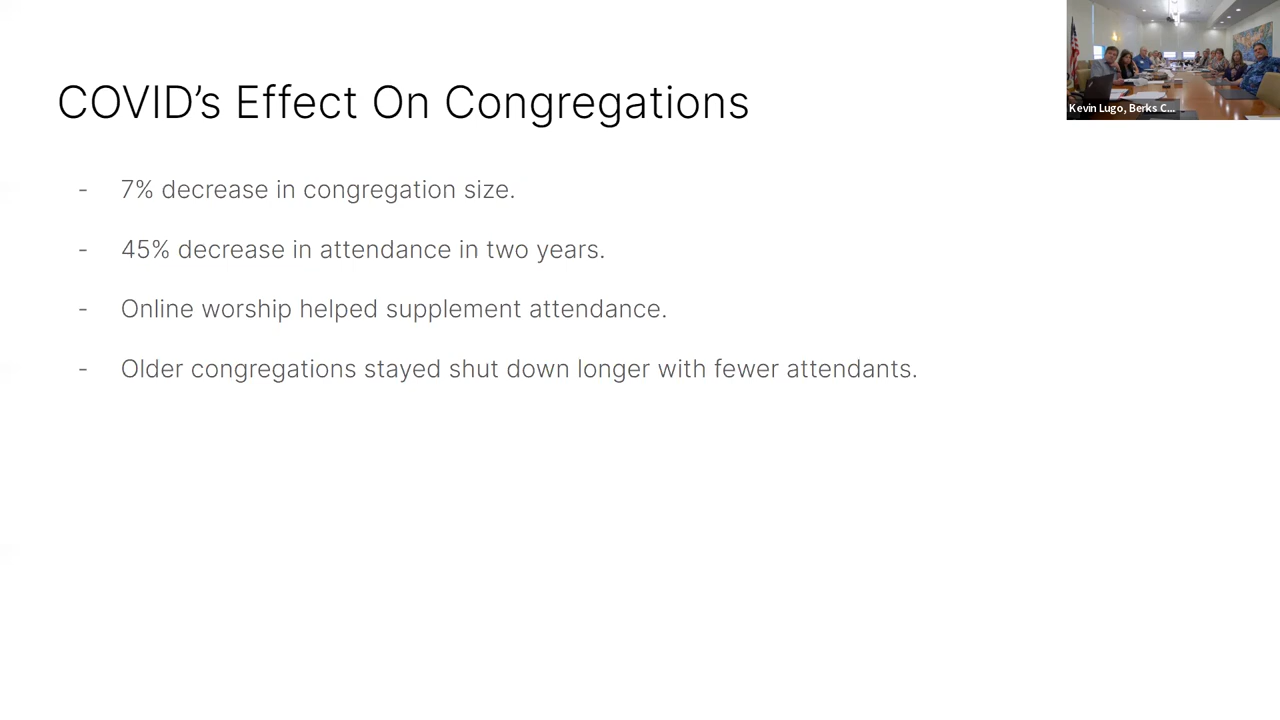 COVID’s Effect On Congregations
- 7% decrease in congregation size.
- 45% decrease in attendance in two years.
- Online worship helped supplement attendance.
- Older congregations stayed shut down longer with fewer attendants.
Kevin Lugo, Berks C...